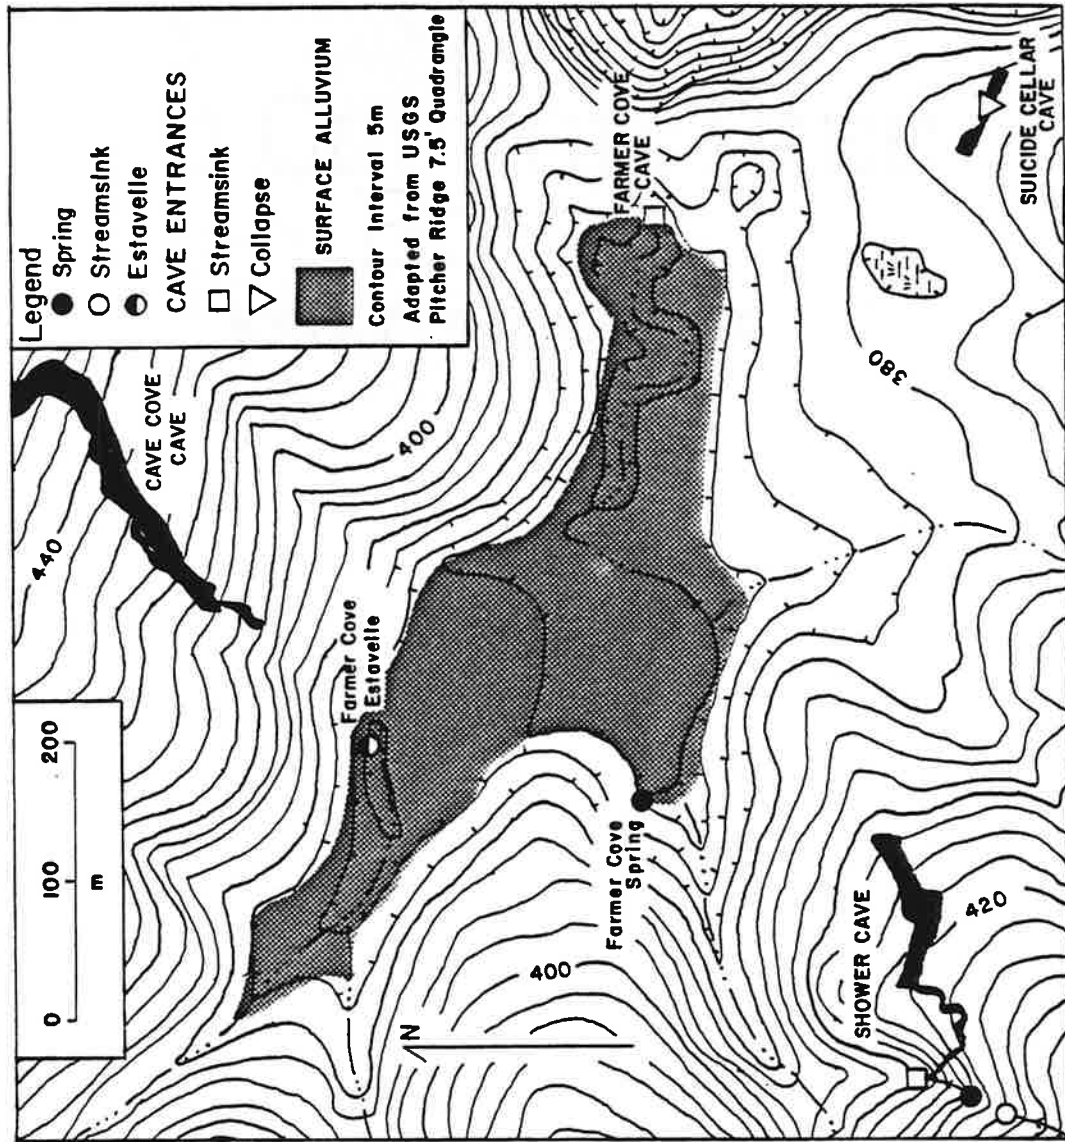 Legend
Spring
Streamsink
Estavelle
CAVE ENTRANCES
Streamsink
Collapse
SURFACE ALLUVIUM
Contour Interval 5m
Adapted from USGS
Pitcher Ridge 7.5' Quadrangle
0 100 200
m
N
440
CAVE COVE
CAVE
400
Farmer Cove
Estavelle
FARMER COVE
CAVE
Farmer Cove
Spring
400
380
SHOWER CAVE
420
SUICIDE CELLAR
CAVE